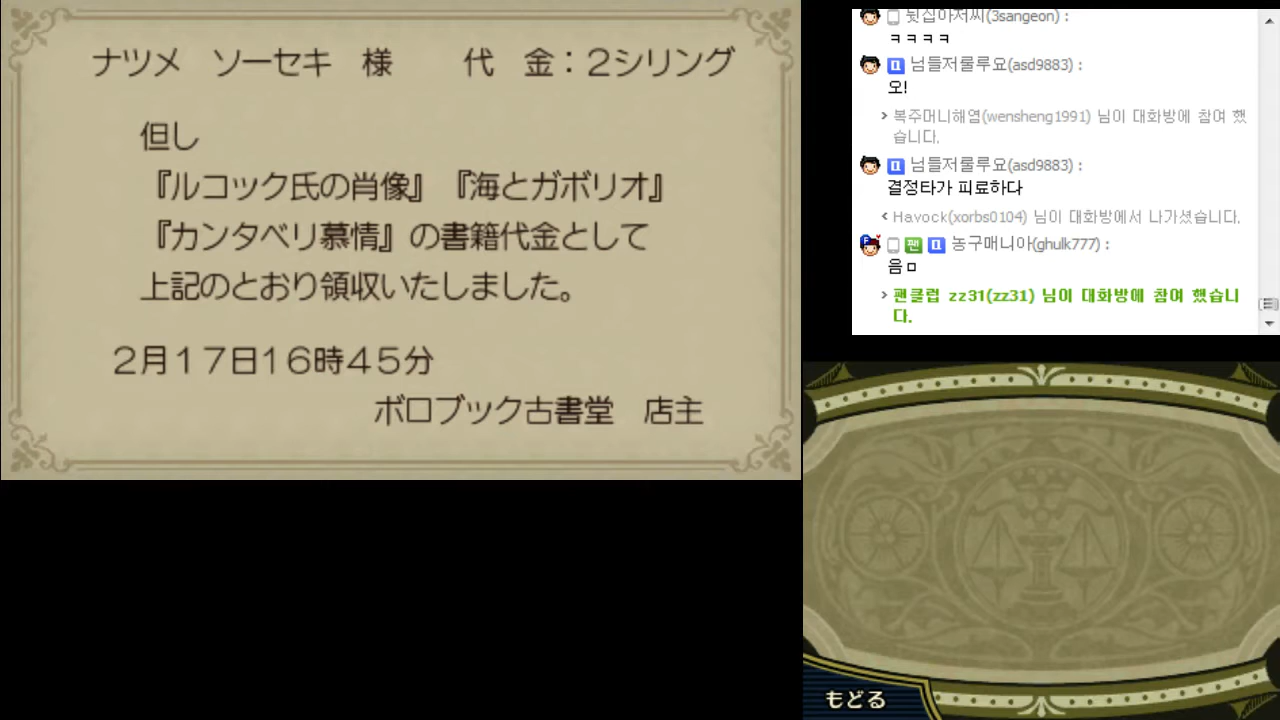 ナツメ　ソーセキ　様　　代　金：２シリング
但し
『ルコック氏の肖像』『海とガボリオ』
『カンタベリ慕情』の書籍代金として
上記のとおり領収いたしました。
２月１７日１６時４５分
ボロブック古書堂　店主
뒷십아저씨(3sangeon) :
ㅋㅋㅋㅋ
님들저룰루요(asd9883) :
오!
복주머니해염(wensheng1991) 님이 대화방에 참여 했
습니다.
님들저룰루요(asd9883) :
결정타가 피로하다
Havock(xorbs0104) 님이 대화방에서 나가셨습니다.
팬 농구매니아(ghulk777) :
음ㅁ
팬클럽 zz31(zz31) 님이 대화방에 참여 했습니
다.
もどる